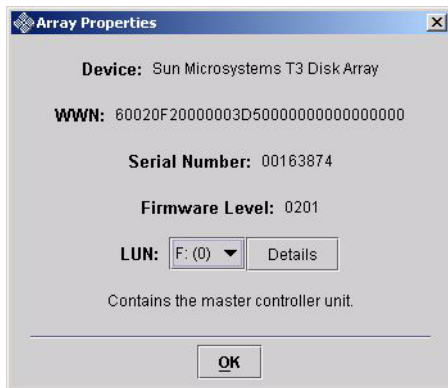 Array Properties
Device: Sun Microsystems T3 Disk Array
WWN: 60020F20000003D50000000000000000
Serial Number: 00163874
Firmware Level: 0201
LUN: F: (0) Details
Contains the master controller unit.
OK